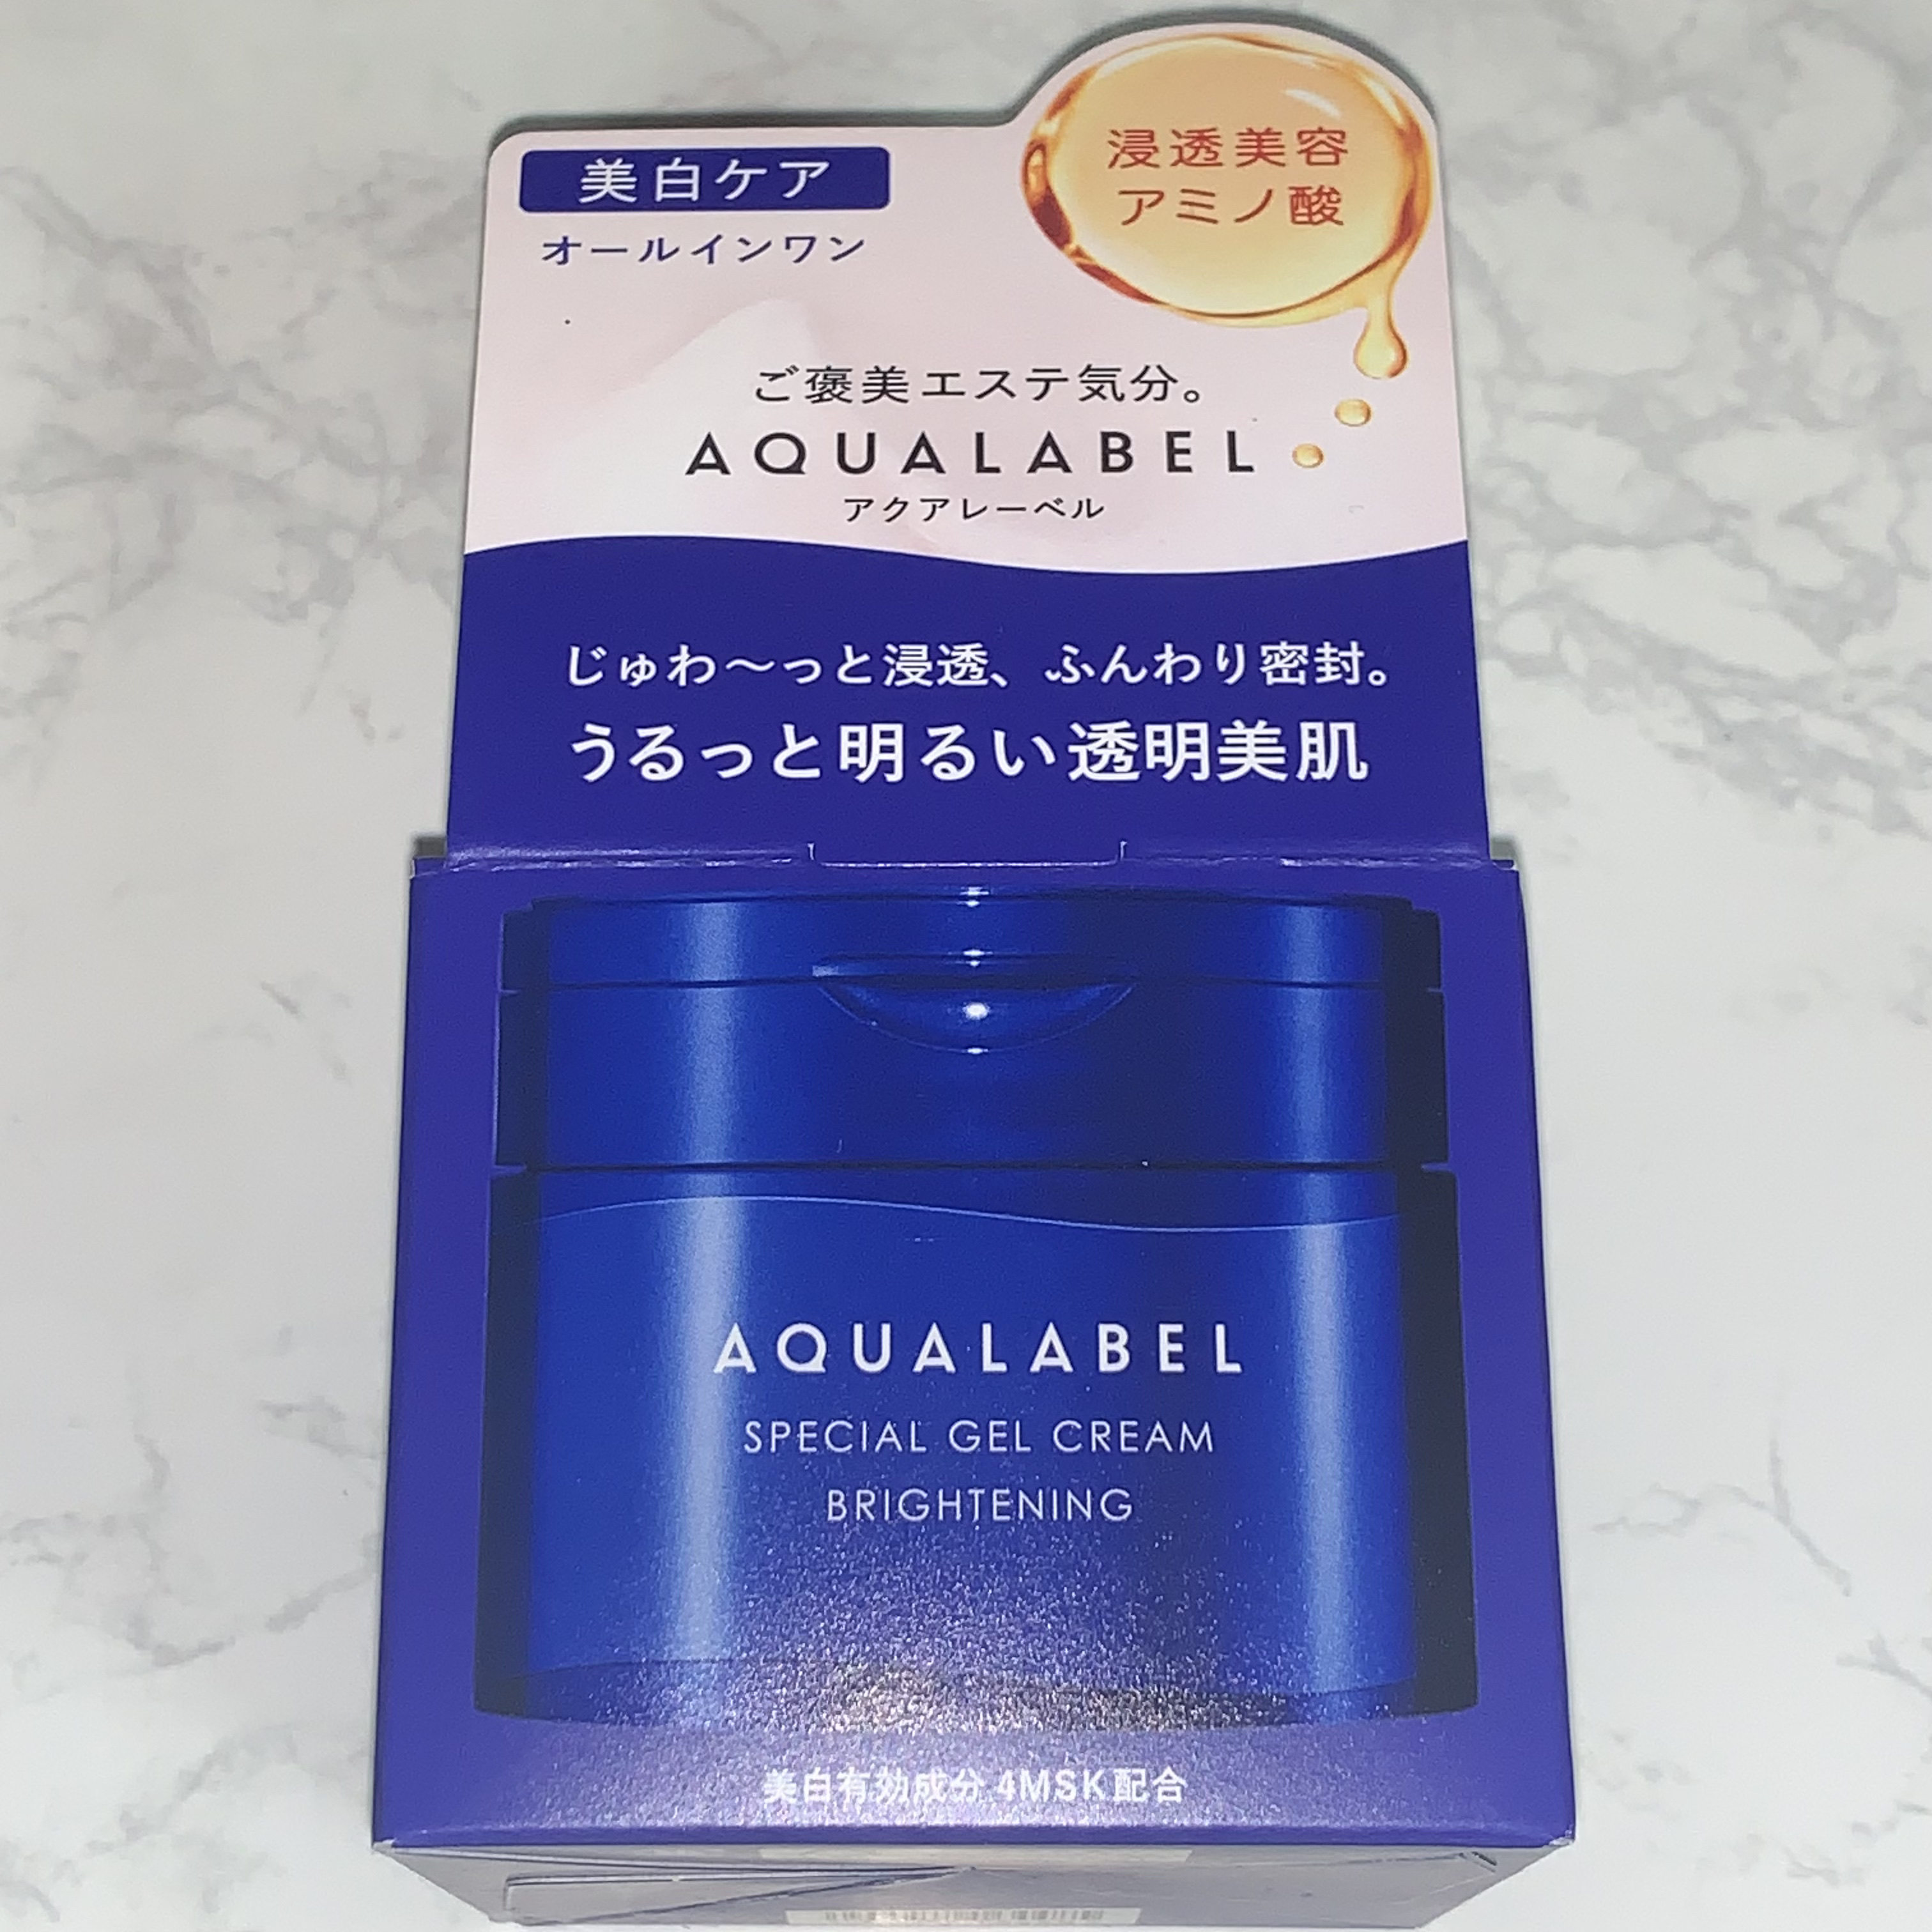 美白ケア
オールインワン
浸透美容
アミノ酸
ご褒美エステ気分。
AQUALABEL
アクアレーベル
じゅわ〜っと浸透、ふんわり密封。
うるっと明るい透明美肌
AQUALABEL
SPECIAL GEL CREAM
BRIGHTENING
美白有効成分 4MSK配合